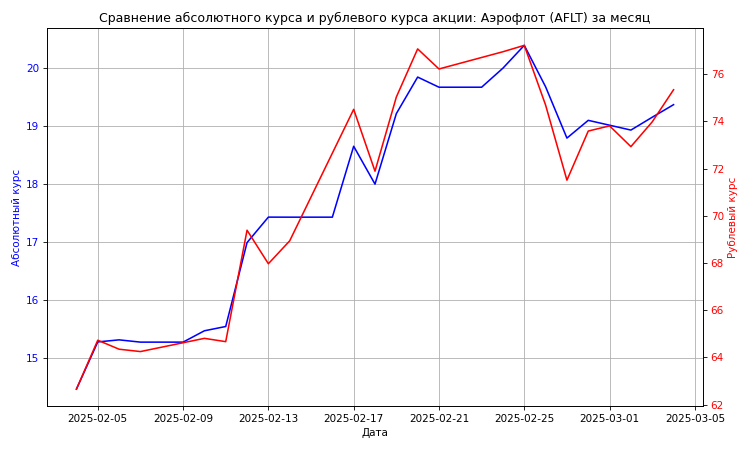 Сравнение абсолютного курса и рублевого курса акции: Аэрофлот (AFLT) за месяц
Абсолютный курс
20
19
18
17
16
15
76
74
72
70
68
66
64
62
Рублевый курс
2025-02-05 2025-02-09 2025-02-13 2025-02-17 2025-02-21 2025-02-25 2025-03-01 2025-03-05
Дата